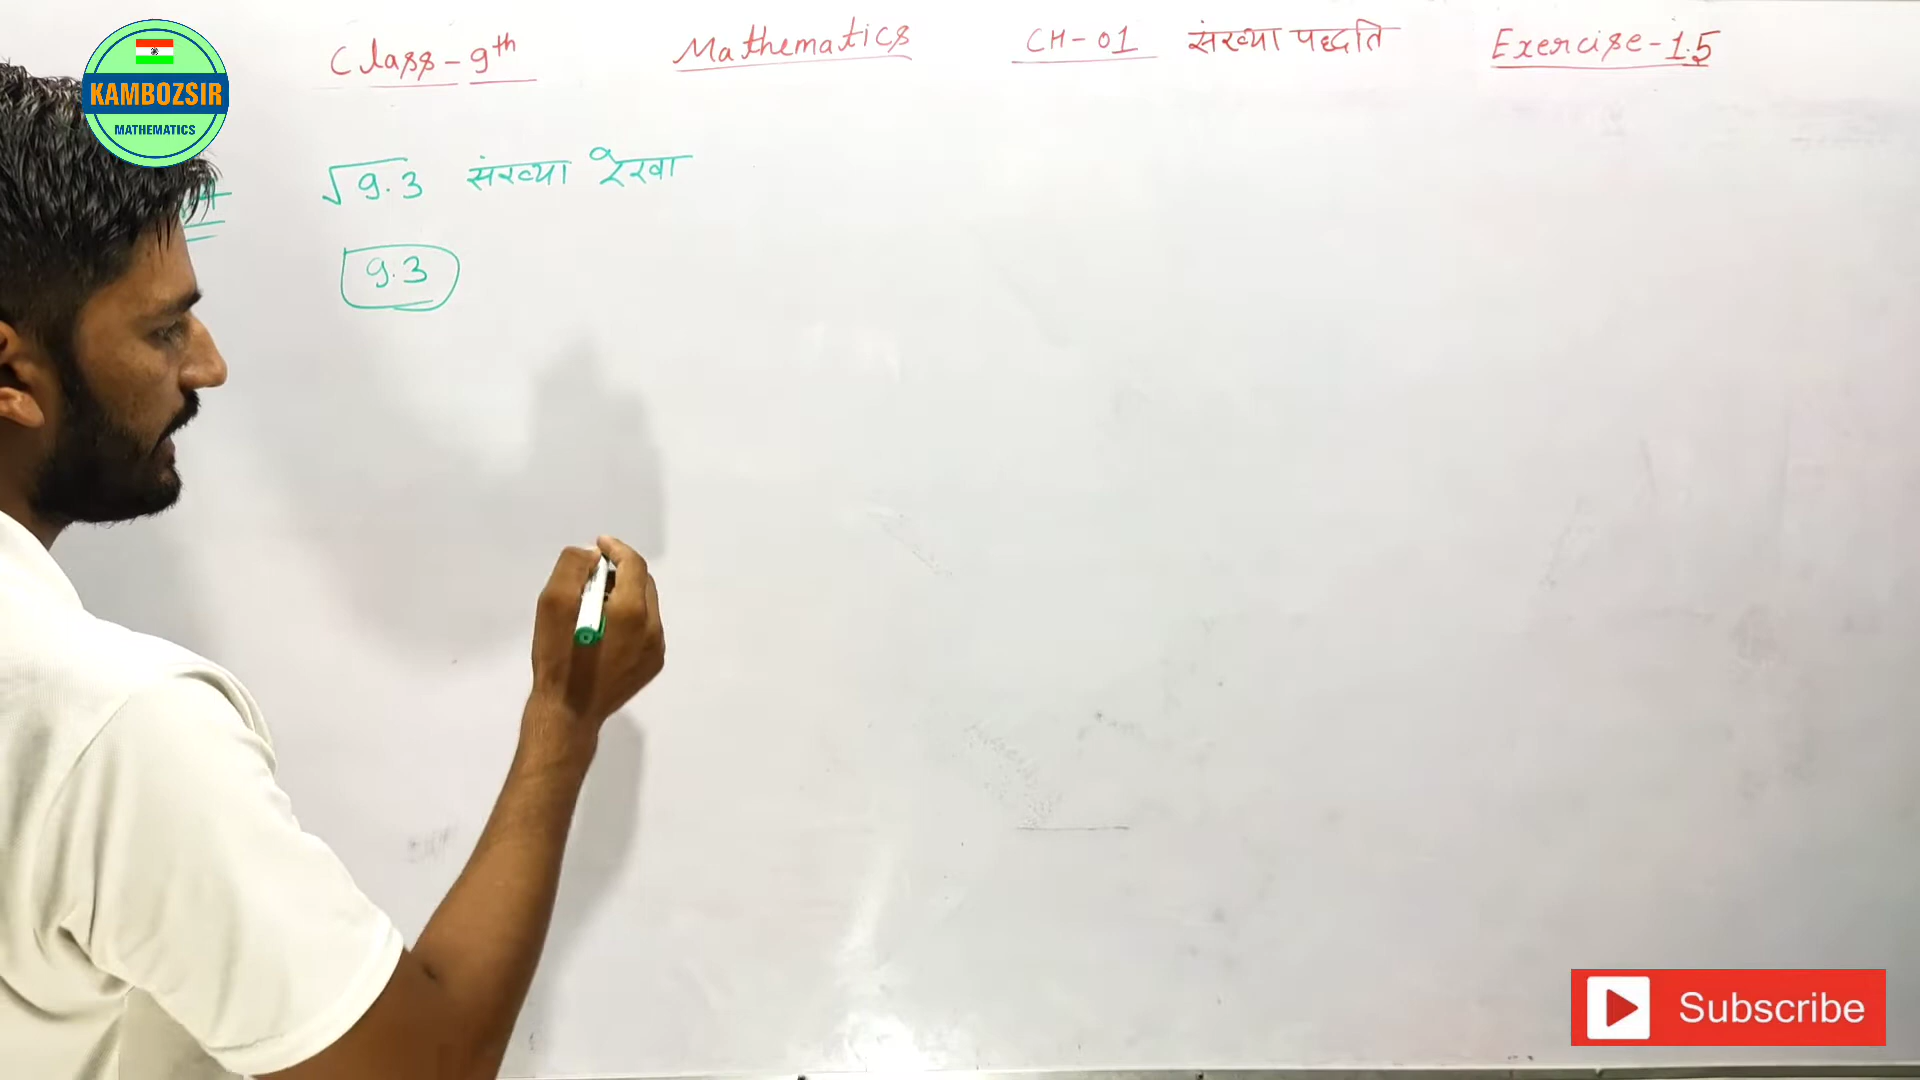 Class-9th Mathematics CH-01 संख्या पद्धति Exercise-1.5
KAMBOZSIR
MATHEMATICS
√9.3 संख्या रेखा
9.3
Subscribe